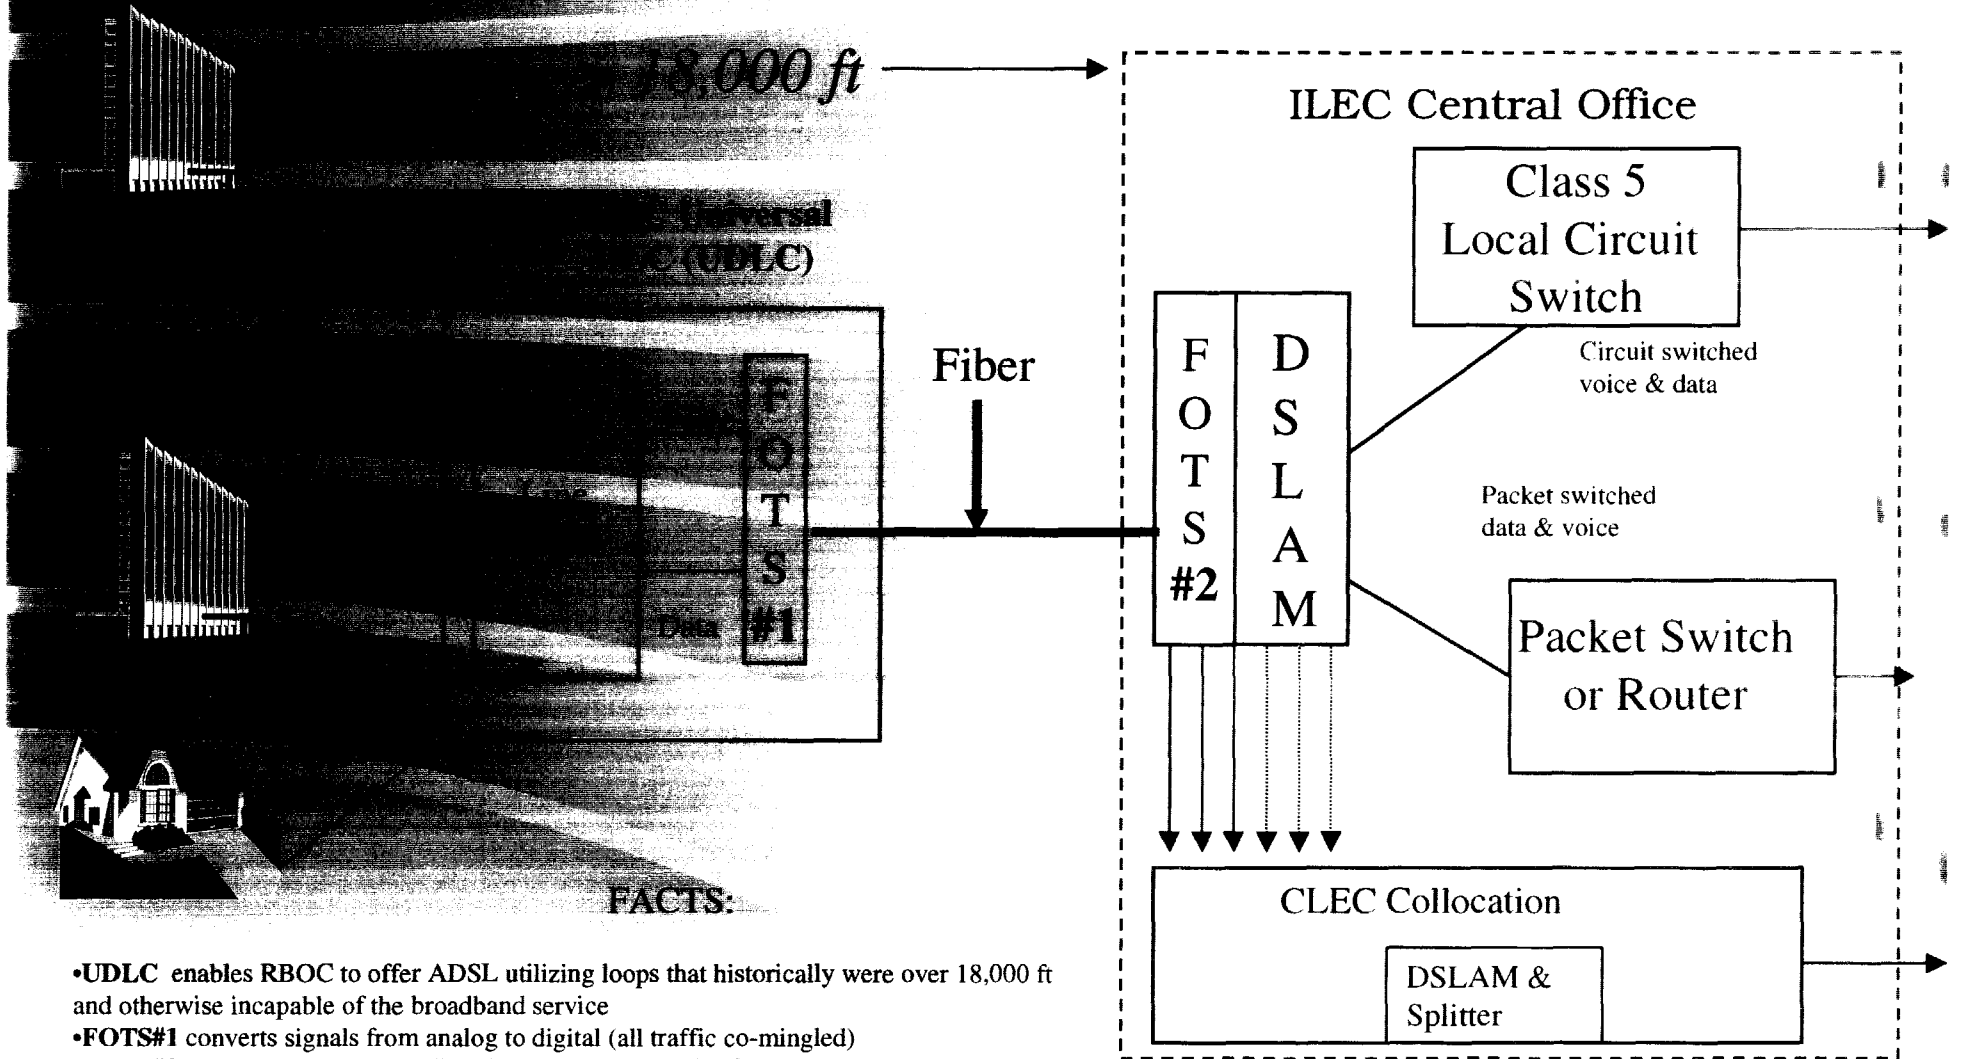 18,000 ft
ILEC Central Office
Class 5
Local Circuit
Switch
Universal
(UDLC)
Circuit switched
voice & data
Fiber
FOTS
#1
FOTS
#2
DSLAM
Data
Packet switched
data & voice
Packet Switch
or Router
FACTS:
CLEC Collocation
DSLAM &
Splitter
•UDLC enables RBOC to offer ADSL utilizing loops that historically were over 18,000 ft
and otherwise incapable of the broadband service
•FOTS#1 converts signals from analog to digital (all traffic co-mingled)